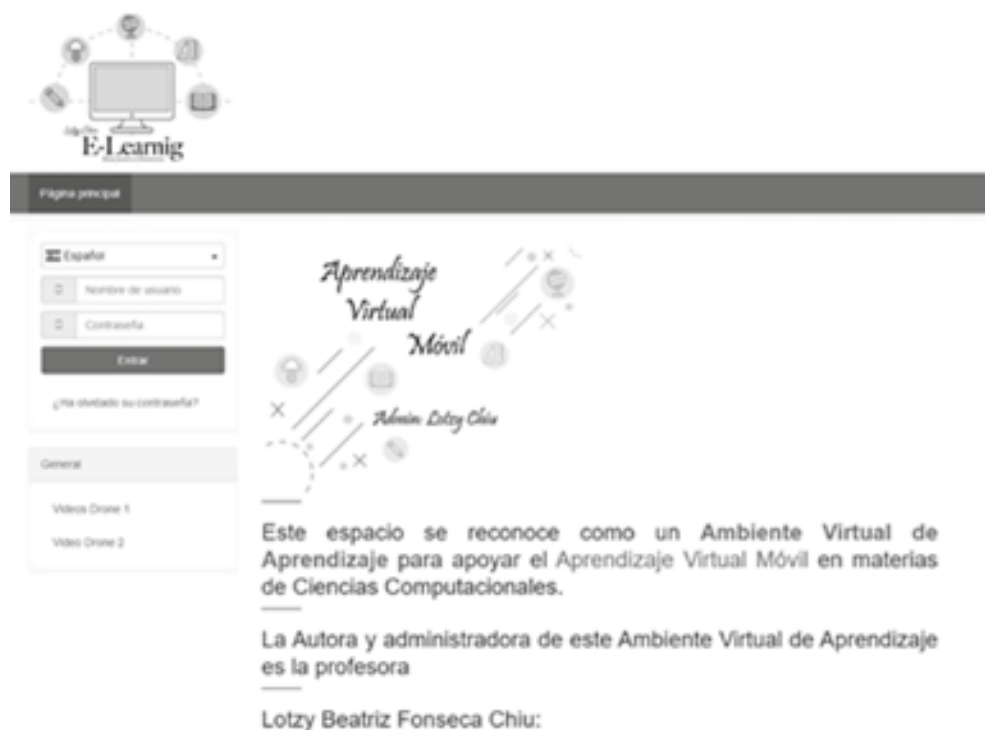 E-Learnig
Página principal
Español
Nombre de usuario
Contraseña
Entrar
¿Ha olvidado su contraseña?
General
Videos Drone 1
Video Drone 2
Aprendizaje
Virtual
Móvil
Admin: Lotzy Chiu
Este espacio se reconoce como un Ambiente Virtual de
Aprendizaje para apoyar el Aprendizaje Virtual Móvil en materias
de Ciencias Computacionales.
La Autora y administradora de este Ambiente Virtual de Aprendizaje
es la profesora
Lotzy Beatriz Fonseca Chiu: